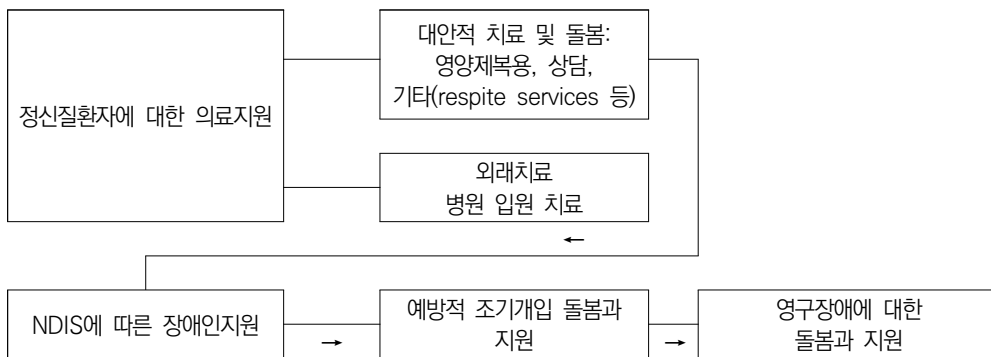 대안적 치료 및 돌봄:
영양제복용, 상담,
기타(respite services 등)
정신질환자에 대한 의료지원
외래치료
병원 입원 치료
←
NDIS에 따른 장애인지원
→
예방적 조기개입 돌봄과
지원
→
영구장애에 대한
돌봄과 지원